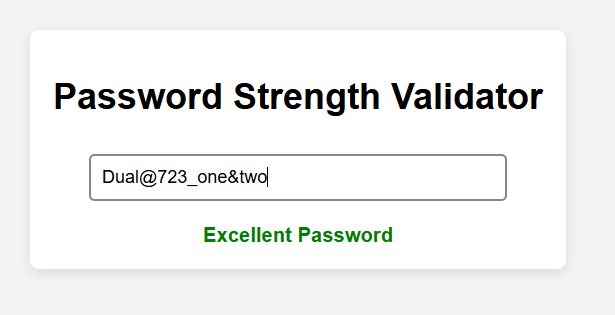 Password Strength Validator
Dual@723_one&two
Excellent Password